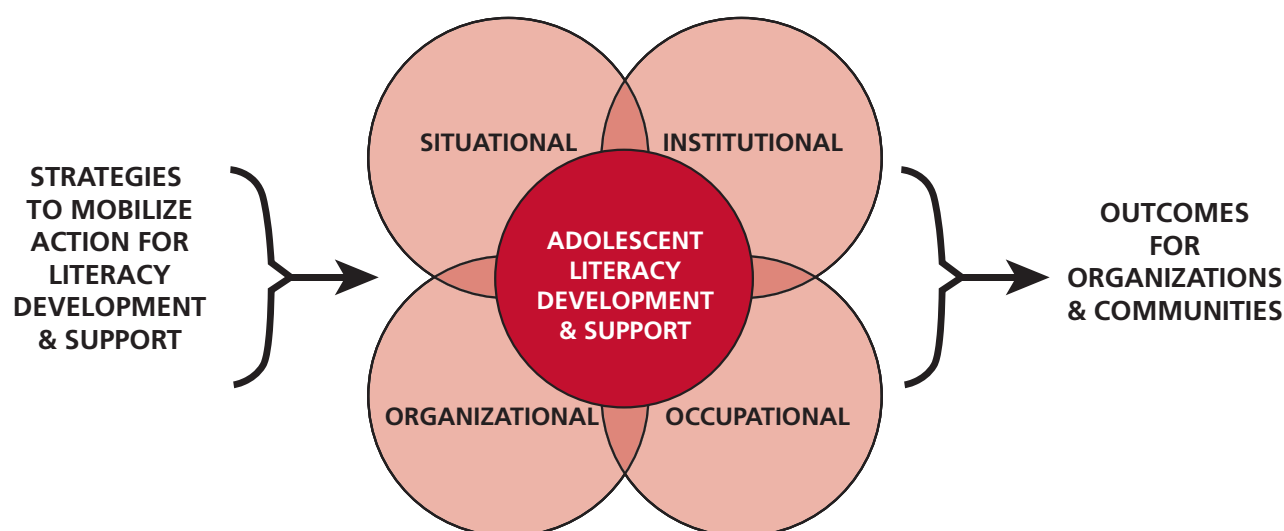 STRATEGIES
TO MOBILIZE
ACTION FOR
LITERACY
DEVELOPMENT
& SUPPORT
SITUATIONAL
INSTITUTIONAL
ADOLESCENT
LITERACY
DEVELOPMENT
& SUPPORT
ORGANIZATIONAL
OCCUPATIONAL
OUTCOMES
FOR
ORGANIZATIONS
& COMMUNITIES